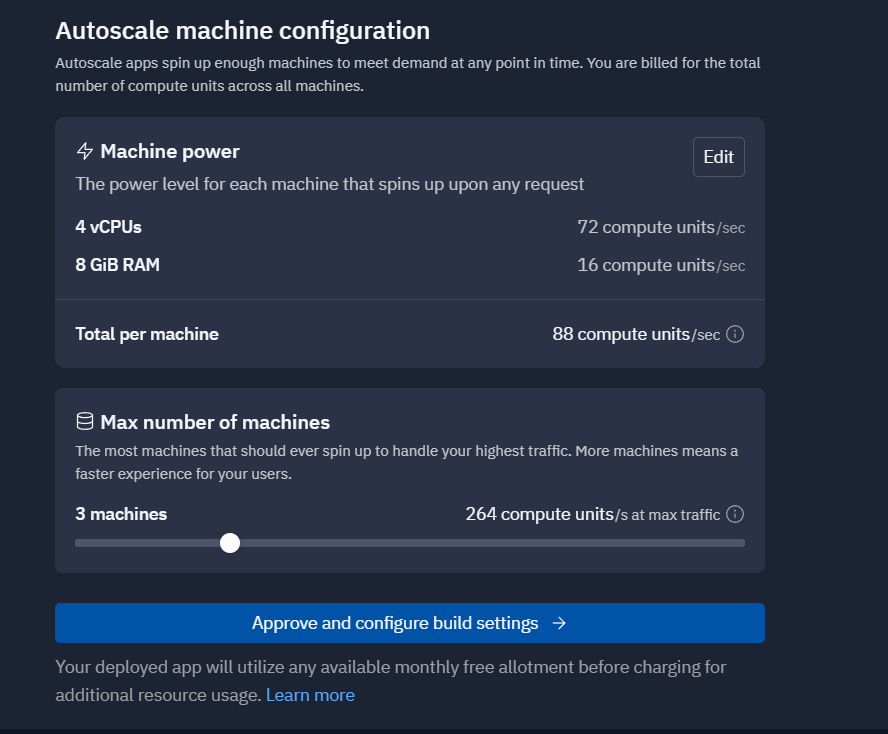 Autoscale machine configuration
Autoscale apps spin up enough machines to meet demand at any point in time. You are billed for the total
number of compute units across all machines.
Machine power
Edit
The power level for each machine that spins up upon any request
4 vCPUs 72 compute units/sec
8 GiB RAM 16 compute units/sec
Total per machine 88 compute units/sec
Max number of machines
The most machines that should ever spin up to handle your highest traffic. More machines means a
faster experience for your users.
3 machines 264 compute units/s at max traffic
Approve and configure build settings →
Your deployed app will utilize any available monthly free allotment before charging for
additional resource usage. Learn more